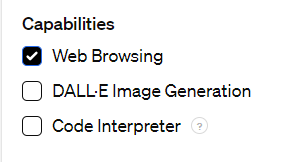 Capabilities
Web Browsing
DALL·E Image Generation
Code Interpreter ?